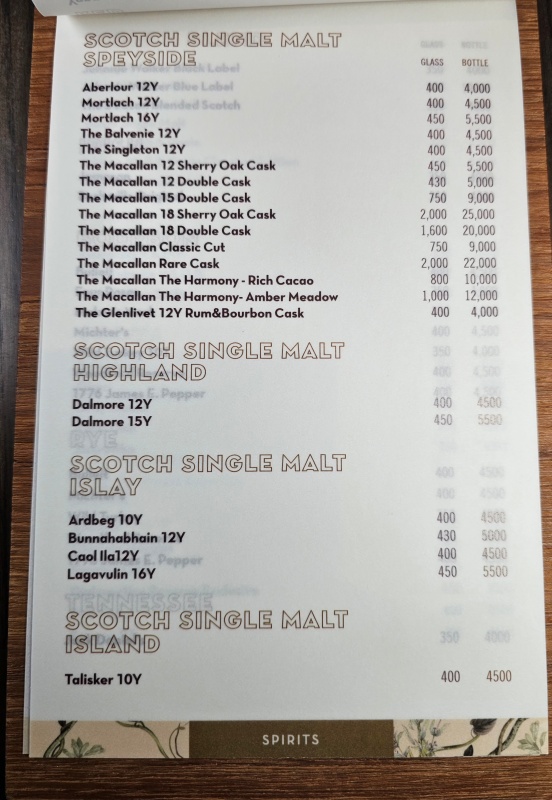 SCOTCH SINGLE MALT
SPEYSIDE GLASS BOTTLE
Aberlour 12Y 400 4,000
Mortlach 12Y 400 4,500
Mortlach 16Y 450 5,500
The Balvenie 12Y 400 4,500
The Singleton 12Y 400 4,500
The Macallan 12 Sherry Oak Cask 450 5,500
The Macallan 12 Double Cask 430 5,000
The Macallan 15 Double Cask 750 9,000
The Macallan 18 Sherry Oak Cask 2,000 25,000
The Macallan 18 Double Cask 1,600 20,000
The Macallan Classic Cut 750 9,000
The Macallan Rare Cask 2,000 22,000
The Macallan The Harmony - Rich Cacao 800 10,000
The Macallan The Harmony- Amber Meadow 1,000 12,000
The Glenlivet 12Y Rum&Bourbon Cask 400 4,000
SCOTCH SINGLE MALT
HIGHLAND
Dalmore 12Y 400 4500
Dalmore 15Y 450 5500
SCOTCH SINGLE MALT
ISLAY
Ardbeg 10Y 400 4500
Bunnahabhain 12Y 430 5000
Caol Ila12Y 400 4500
Lagavulin 16Y 450 5500
SCOTCH SINGLE MALT
ISLAND
Talisker 10Y 400 4500
SPIRITS